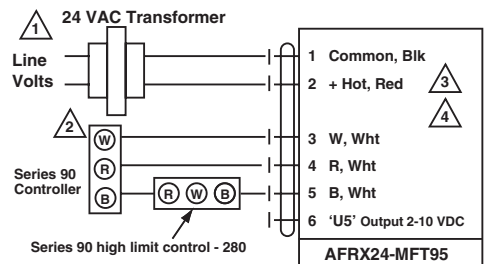 24 VAC Transformer
1
Line
Volts
1 Common, Blk
2 + Hot, Red
3
4
2
W
R
B
Series 90
Controller
R W B
3 W, Wht
4 R, Wht
5 B, Wht
6 ‘U5’ Output 2-10 VDC
Series 90 high limit control - 280
AFRX24-MFT95